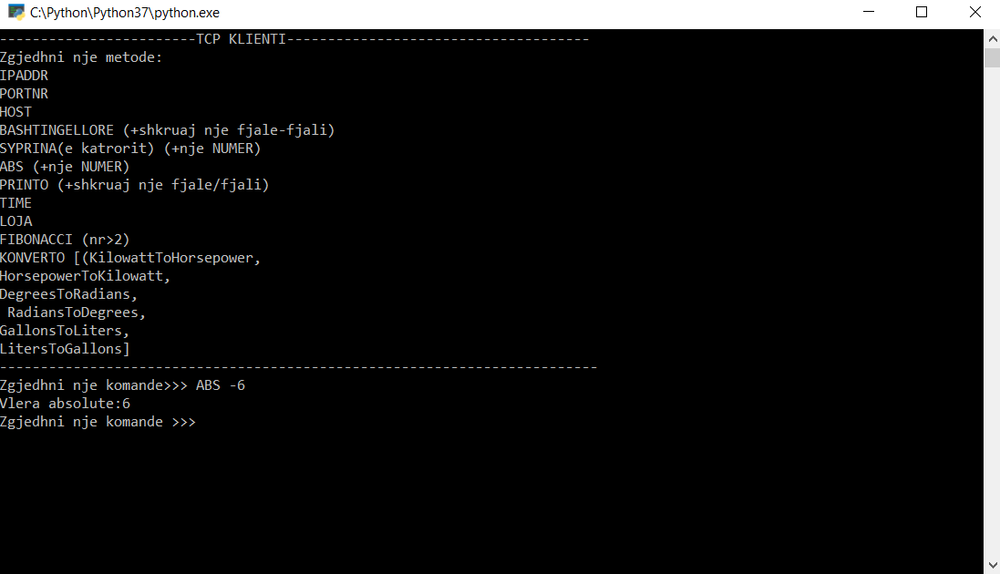 C:\Python\Python37\python.exe
------------------------TCP KLIENTI-------------------------------------
Zgjedhni nje metode:
IPADDR
PORTNR
HOST
BASHTINGELLORE (+shkruaj nje fjale-fjali)
SYPRINA(e katrorit) (+nje NUMER)
ABS (+nje NUMER)
PRINTO (+shkruaj nje fjale/fjali)
TIME
LOJA
FIBONACCI (nr>2)
KONVERTO [(KilowattToHorsepower,
HorsepowerToKilowatt,
DegreesToRadians,
 RadiansToDegrees,
GallonsToLiters,
LitersToGallons]
-------------------------------------------------------------------------
Zgjedhni nje komande>>> ABS -6
Vlera absolute:6
Zgjedhni nje komande >>>